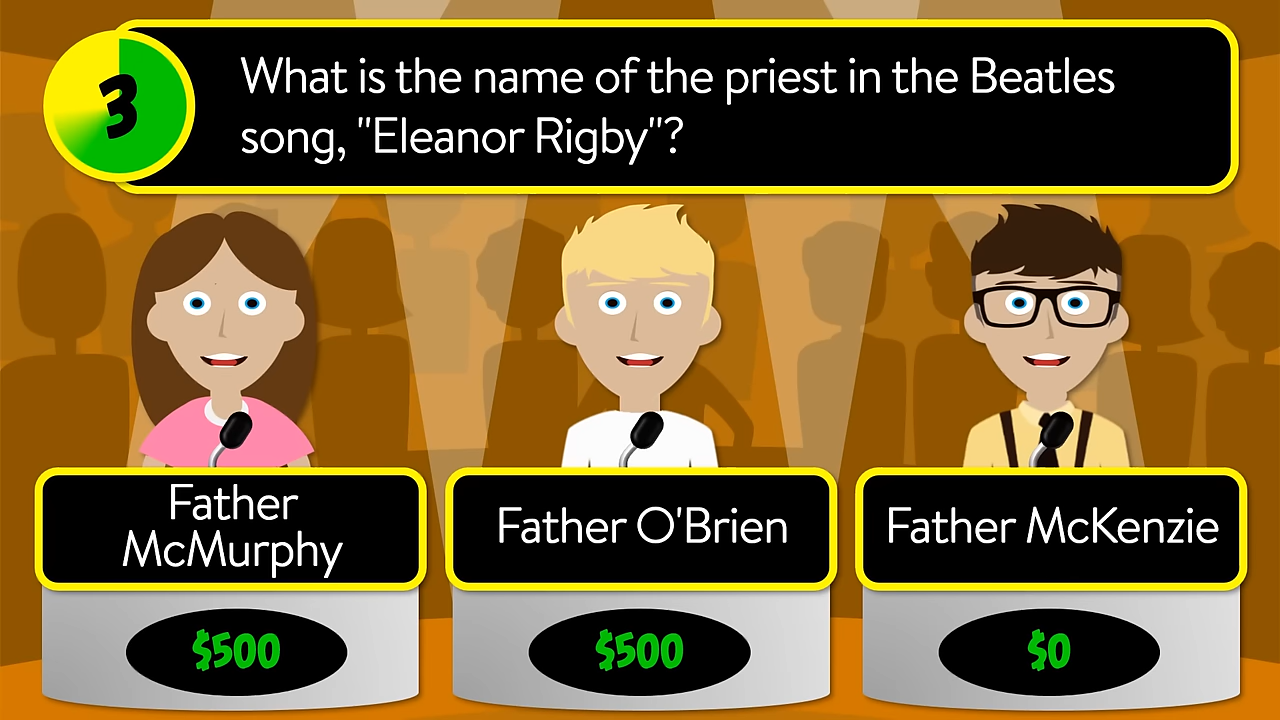 3
What is the name of the priest in the Beatles
song, "Eleanor Rigby"?
Father
McMurphy
Father O'Brien
Father McKenzie
$500
$500
$0